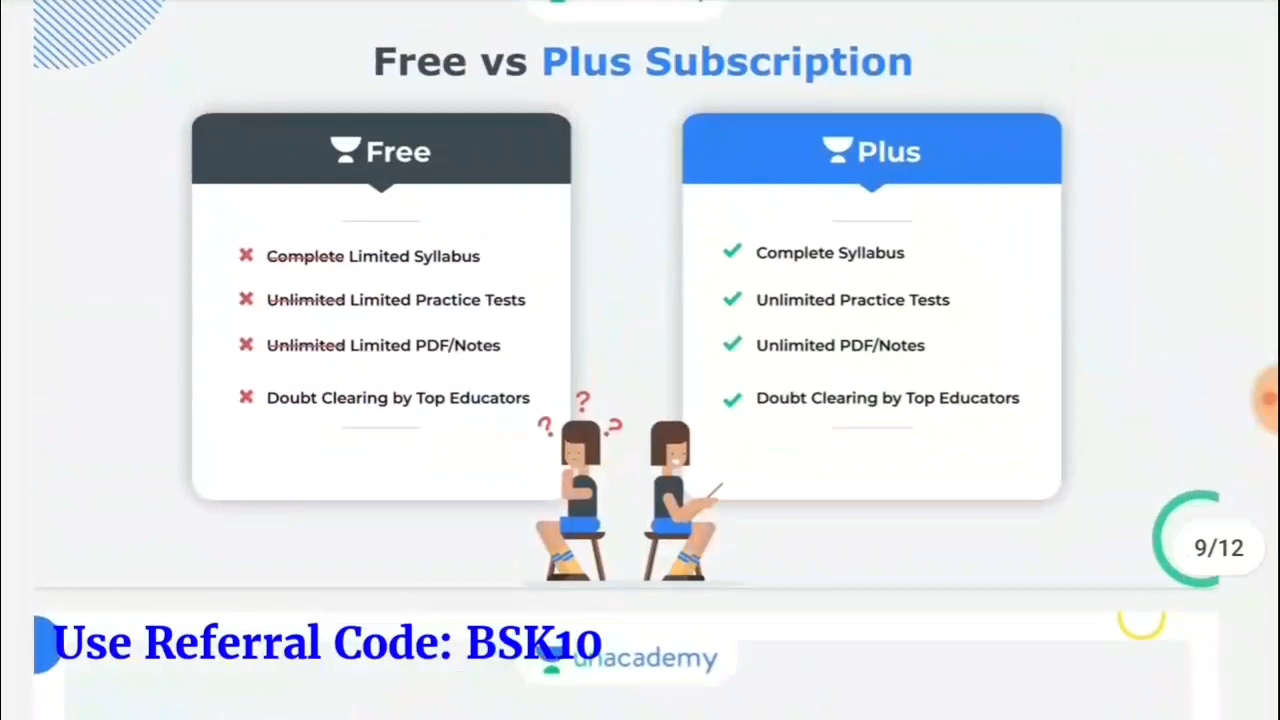 Free vs Plus Subscription
Free
Complete Limited Syllabus
Unlimited Limited Practice Tests
Unlimited Limited PDF/Notes
Doubt Clearing by Top Educators
? ? ?
Plus
Complete Syllabus
Unlimited Practice Tests
Unlimited PDF/Notes
Doubt Clearing by Top Educators
9/12
Use Referral Code: BSK10
unacademy